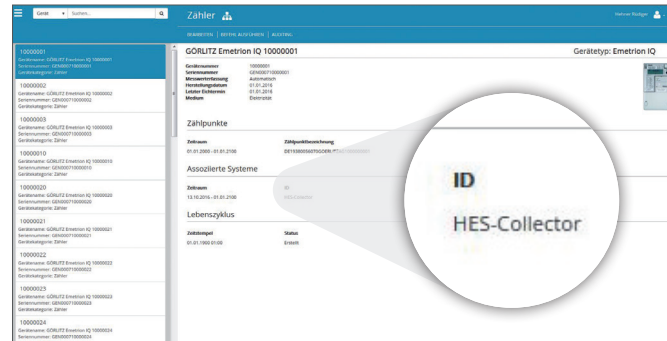 Gerät
Suchen..
Zähler
BEARBEITEN | BEFEHL AUSFÜHREN | AUDITING
10000001
Gerätename: GÖRLITZ Emetrion IQ 10000001
Seriennummer: GEN000710000001
Gerätekategorie: Zähler
10000002
Gerätename: GÖRLITZ Emetrion IQ 10000002
Seriennummer: GEN000710000002
Gerätekategorie: Zähler
10000003
Gerätename: GÖRLITZ Emetrion IQ 10000003
Seriennummer: GEN000710000003
Gerätekategorie: Zähler
10000010
Gerätename: GÖRLITZ Emetrion IQ 10000010
Seriennummer: GEN000710000010
Gerätekategorie: Zähler
10000020
Gerätename: GÖRLITZ Emetrion IQ 10000020
Seriennummer: GEN000710000020
Gerätekategorie: Zähler
10000021
Gerätename: GÖRLITZ Emetrion IQ 10000021
Seriennummer: GEN000710000021
Gerätekategorie: Zähler
10000022
Gerätename: GÖRLITZ Emetrion IQ 10000022
Seriennummer: GEN000710000022
Gerätekategorie: Zähler
10000023
Gerätename: GÖRLITZ Emetrion IQ 10000023
Seriennummer: GEN000710000023
Gerätekategorie: Zähler
10000024
Gerätename: GÖRLITZ Emetrion IQ 10000024
Seriennummer: GEN000710000024
GÖRLITZ Emetrion IQ 10000001 Gerätetyp: Emetrion IQ
Gerätenummer 10000001
Seriennummer GEN000710000001
Messwerterfassung Automatisch
Herstellungsdatum 01.01.2016
Letzter Eichtermin 01.01.2016
Medium Elektrizität
Zählpunkte
Zeitraum Zählpunktbezeichnung
01.01.2000 - 01.01.2100
Assoziierte Systeme
Zeitraum ID
13.10.2016 - 01.01.2100 HES-Collector
Lebenszyklus
Zeitstempel Status
01.01.1900 01:00 Erstellt
ID
HES-Collector